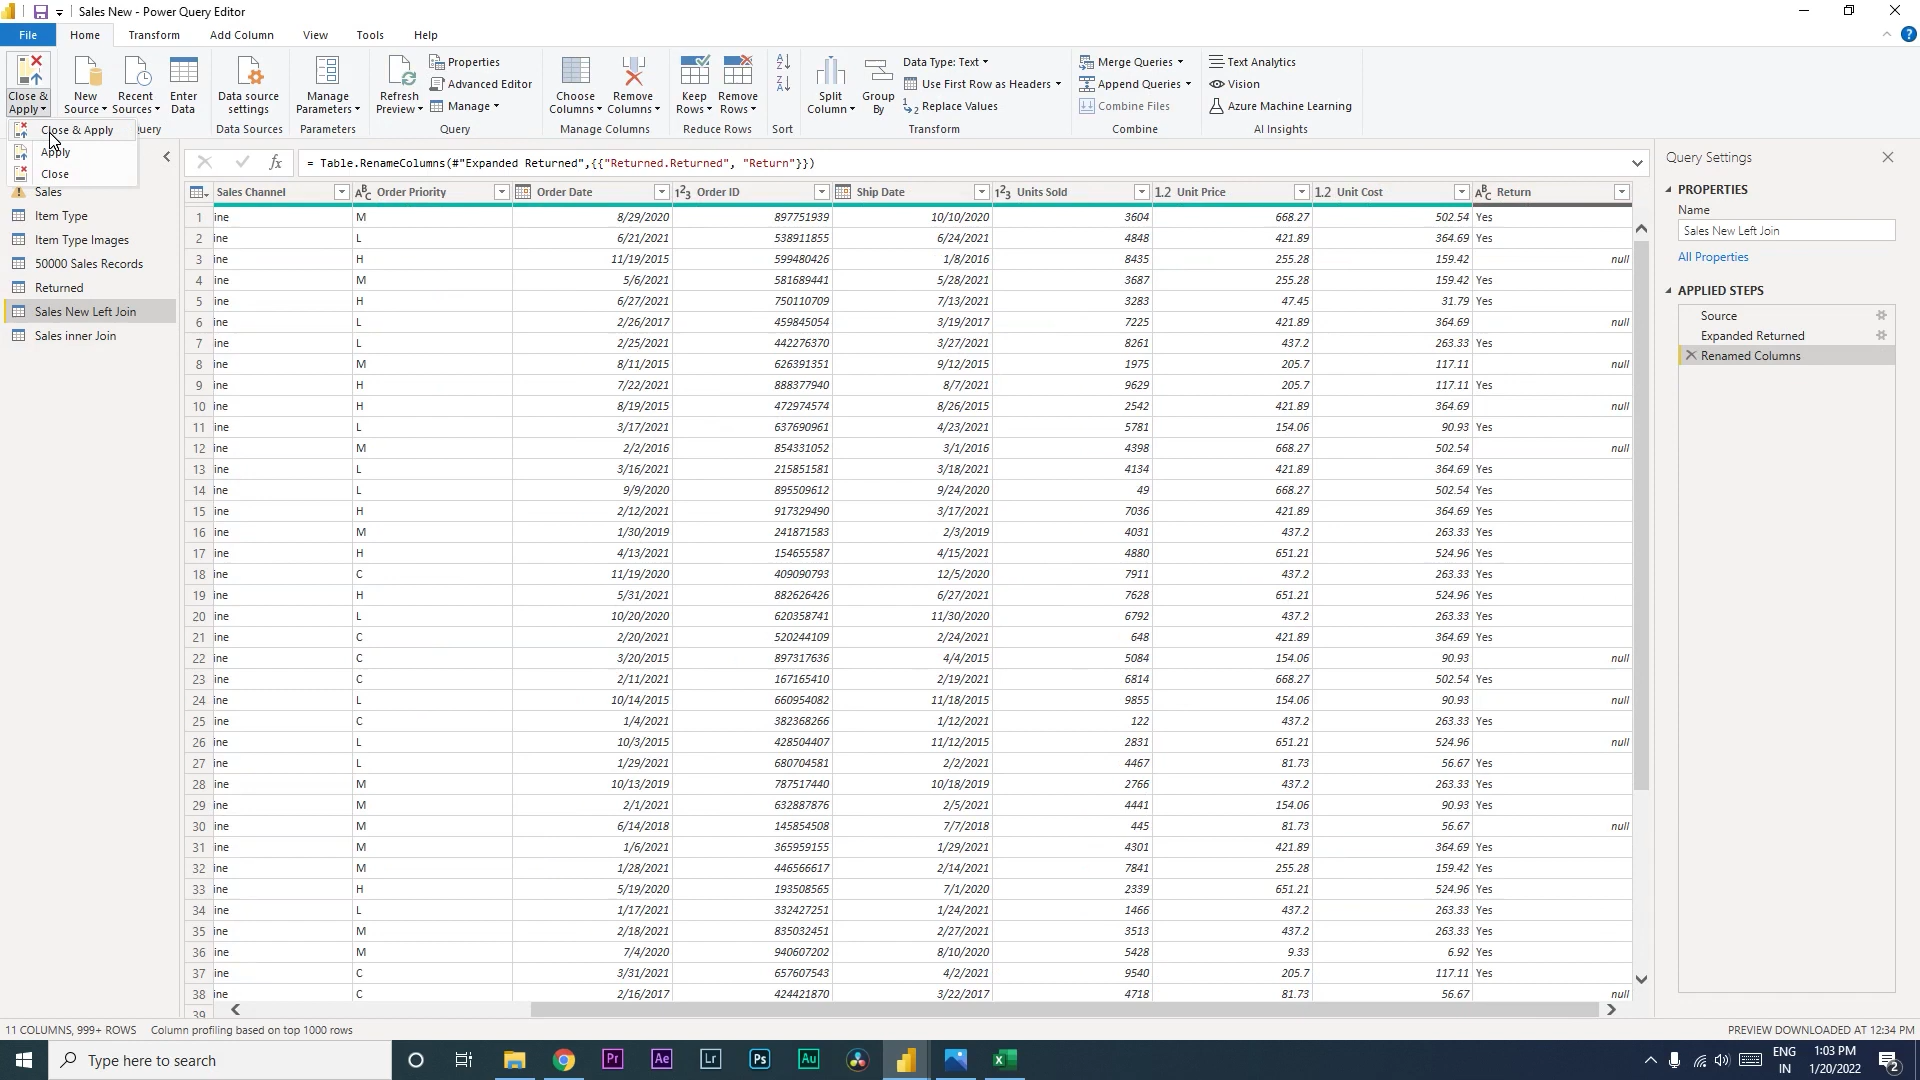 Sales New - Power Query Editor
File Home Transform Add Column View Tools Help
Close & Apply
New Source
Recent Sources
Enter Data
Data source settings
Manage Parameters
Refresh Preview
Properties
Advanced Editor
Manage
Choose Columns
Remove Columns
Keep Rows
Remove Rows
Split Column
Group By
Data Type: Text
Use First Row as Headers
Replace Values
Merge Queries
Append Queries
Combine Files
Text Analytics
Vision
Azure Machine Learning
Query Data Sources Parameters Query Manage Columns Reduce Rows Sort Transform Combine AI Insights
Close & Apply
Apply
Close
= Table.RenameColumns(#"Expanded Returned",{{"Returned.Returned", "Return"}})
Sales
Item Type
Item Type Images
50000 Sales Records
Returned
Sales New Left Join
Sales inner Join
Sales Channel Order Priority Order Date Order ID Ship Date Units Sold Unit Price Unit Cost Return
1 ine M 8/29/2020 897751939 10/10/2020 3604 668.27 502.54 Yes
2 ine L 6/21/2021 538911855 6/24/2021 4848 421.89 364.69 Yes
3 ine H 11/19/2015 599480426 1/8/2016 8435 255.28 159.42 null
4 ine M 5/6/2021 581689441 5/28/2021 3687 255.28 159.42 Yes
5 ine H 6/27/2021 750110709 7/13/2021 3283 47.45 31.79 Yes
6 ine L 2/26/2017 459845054 3/19/2017 7225 421.89 364.69 null
7 ine L 2/25/2021 442276370 3/27/2021 8261 437.2 263.33 Yes
8 ine M 8/11/2015 626391351 9/12/2015 1975 205.7 117.11 null
9 ine H 7/22/2021 888377940 8/7/2021 9629 205.7 117.11 Yes
10 ine H 8/19/2015 472974574 8/26/2015 2542 421.89 364.69 null
11 ine L 3/17/2021 637690961 4/23/2021 5781 154.06 90.93 Yes
12 ine M 2/2/2016 854331052 3/1/2016 4398 668.27 502.54 null
13 ine L 3/16/2021 215851581 3/18/2021 4134 421.89 364.69 Yes
14 ine L 9/9/2020 895509612 9/24/2020 49 668.27 502.54 Yes
15 ine H 2/12/2021 917329490 3/17/2021 7036 421.89 364.69 Yes
16 ine M 1/30/2019 241871583 2/3/2019 4031 437.2 263.33 Yes
17 ine H 4/13/2021 154655587 4/15/2021 4880 651.21 524.96 Yes
18 ine C 11/19/2020 409090793 12/5/2020 7911 437.2 263.33 Yes
19 ine H 5/31/2021 882626426 6/27/2021 7628 651.21 524.96 Yes
20 ine L 10/20/2020 620358741 11/30/2020 6792 437.2 263.33 Yes
21 ine C 2/20/2021 520244109 2/24/2021 648 421.89 364.69 Yes
22 ine C 3/20/2015 897317636 4/4/2015 5084 154.06 90.93 null
23 ine C 2/11/2021 167165410 2/19/2021 6814 668.27 502.54 Yes
24 ine L 10/14/2015 660954082 11/18/2015 9855 154.06 90.93 null
25 ine C 1/4/2021 382368266 1/12/2021 122 437.2 263.33 Yes
26 ine L 10/3/2015 428504407 11/12/2015 2831 651.21 524.96 null
27 ine L 1/29/2021 680704581 2/2/2021 4467 81.73 56.67 Yes
28 ine M 10/13/2019 787517440 10/18/2019 2766 437.2 263.33 Yes
29 ine M 2/1/2021 632887876 2/5/2021 4441 154.06 90.93 Yes
30 ine M 6/14/2018 145854508 7/7/2018 445 81.73 56.67 null
31 ine M 1/6/2021 365959155 1/29/2021 4301 421.89 364.69 Yes
32 ine M 1/28/2021 446566617 2/14/2021 7841 255.28 159.42 Yes
33 ine H 5/19/2020 193508565 7/1/2020 2339 651.21 524.96 Yes
34 ine L 1/17/2021 332427251 1/24/2021 1466 437.2 263.33 Yes
35 ine M 2/18/2021 835032451 2/27/2021 3513 437.2 263.33 Yes
36 ine M 7/4/2020 940607202 8/10/2020 5428 9.33 6.92 Yes
37 ine C 3/31/2021 657607543 4/2/2021 9540 205.7 117.11 Yes
38 ine C 2/16/2017 424421870 3/22/2017 4718 81.73 56.67 null
39
Query Settings
PROPERTIES
Name
Sales New Left Join
All Properties
APPLIED STEPS
Source
Expanded Returned
Renamed Columns
11 COLUMNS, 999+ ROWS Column profiling based on top 1000 rows PREVIEW DOWNLOADED AT 12:34 PM
Type here to search
ENG
IN
1:03 PM
1/20/2022
2